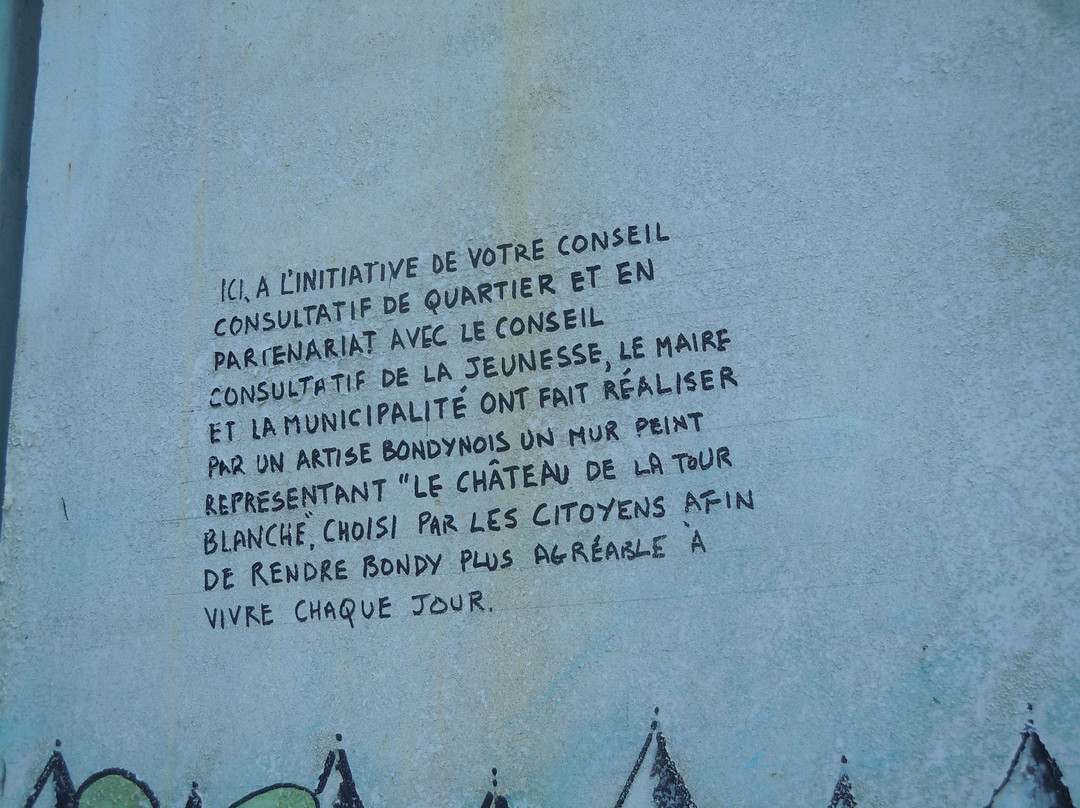 ICI, A L'INITIATIVE DE VOTRE CONSEIL
CONSULTATIF DE QUARTIER ET EN
PARTENARIAT AVEC LE CONSEIL
CONSULTATIF DE LA JEUNESSE, LE MAIRE
ET LA MUNICIPALITÉ ONT FAIT RÉALISER
PAR UN ARTISE BONDYNOIS UN MUR PEINT
REPRESENTANT "LE CHÂTEAU DE LA TOUR
BLANCHE", CHOISI PAR LES CITOYENS AFIN
DE RENDRE BONDY PLUS AGRÉABLE À
VIVRE CHAQUE JOUR.